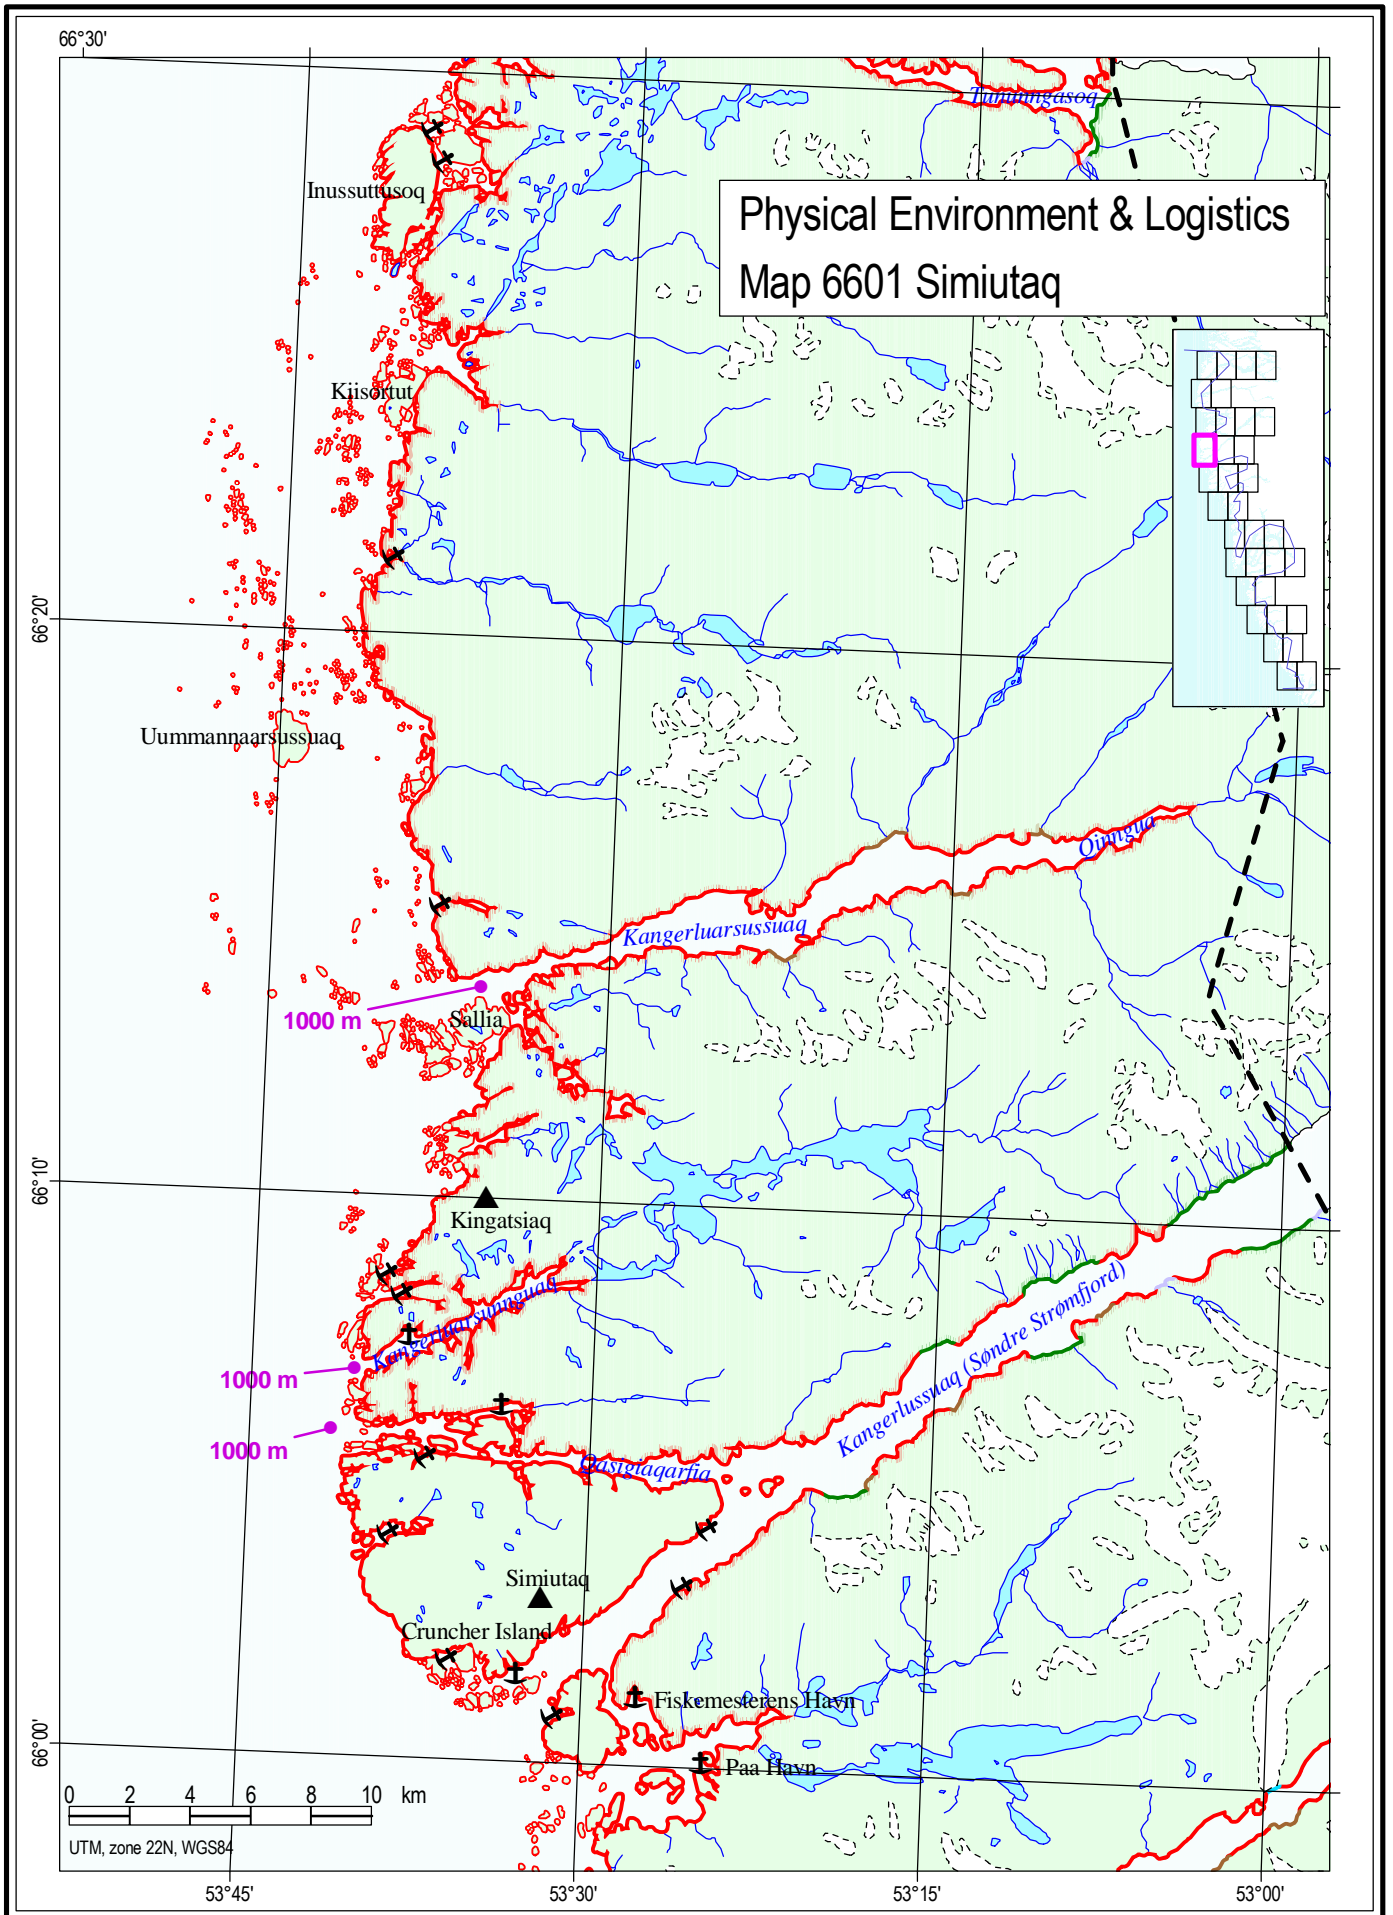 66°30'
Tununngasoq
Inussuttusoq
Physical Environment & Logistics
Map 6601 Simiutaq
Kiisortut
66°20'
Uummannaarsussuaq
Qinngua
Kangerluarsussuaq
1000 m
Sallia
66°10'
Kingatsiaq
Kangerluarsunnguaq
Kangerlussuaq (Søndre Strømfjord)
1000 m
1000 m
Qasigiaqarfia
Simiutaq
Cruncher Island
Fiskemesterens Havn
66°00'
Paa Havn
0 2 4 6 8 10 km
UTM, zone 22N, WGS84
53°45' 53°30' 53°15' 53°00'